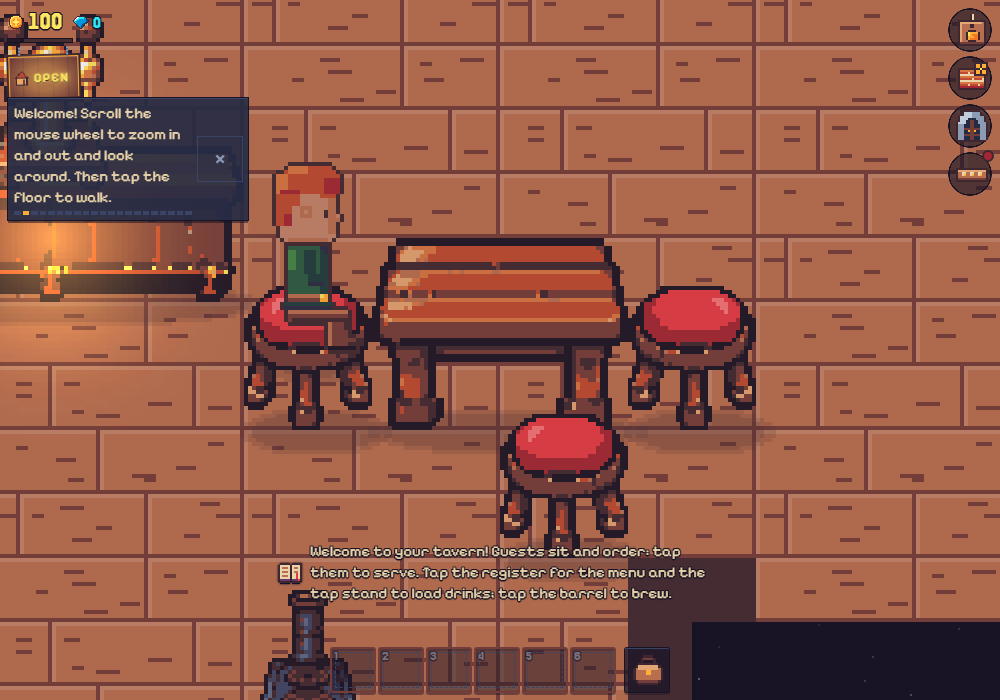 100
0
OPEN
Welcome! Scroll the
mouse wheel to zoom in
and out and look
around. Then tap the
floor to walk.
×
Welcome to your tavern! Guests sit and order: tap
them to serve. Tap the register for the menu and the
tap stand to load drinks; tap the barrel to brew.
1 2 3 4 5 6